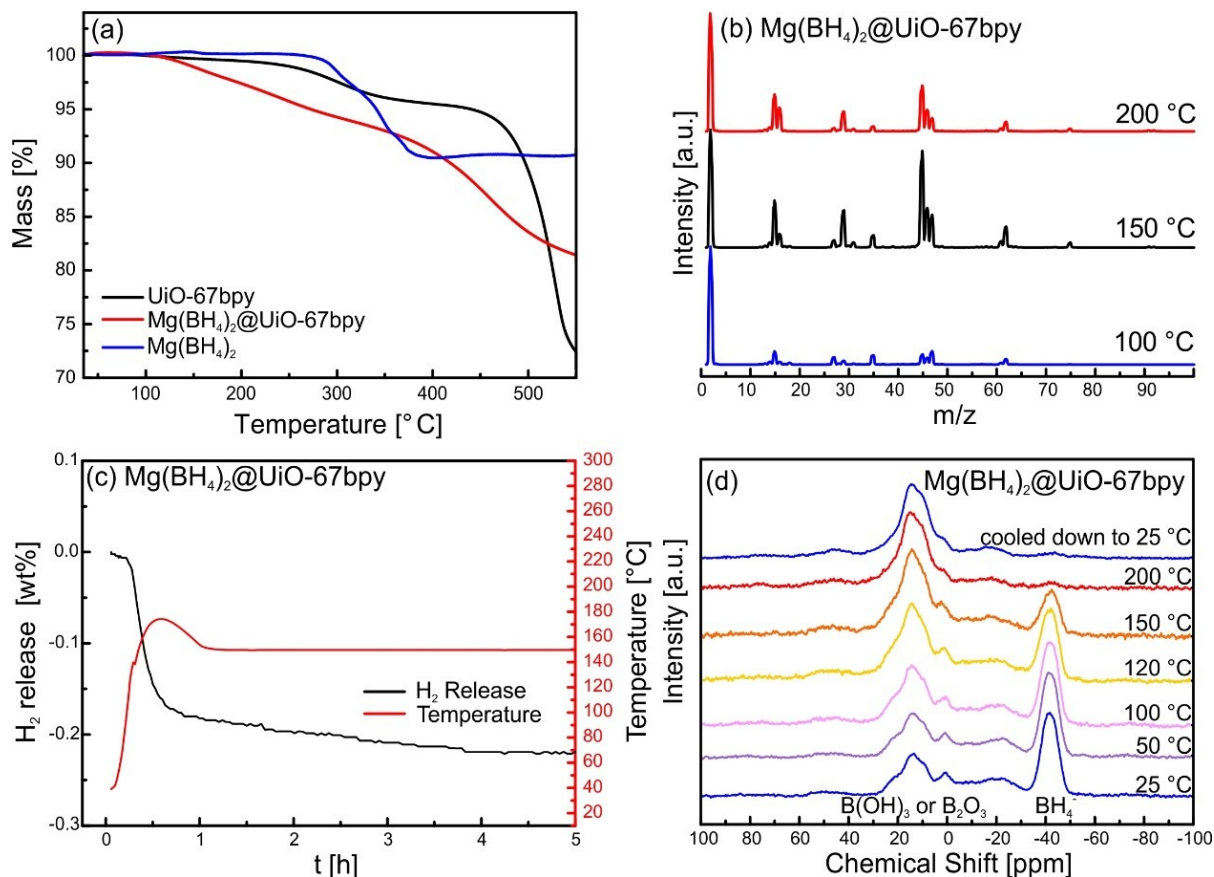 (a)
Mass [%]
100
95
90
85
80
75
70
UiO-67bpy
Mg(BH₄)₂@UiO-67bpy
Mg(BH₄)₂
100 200 300 400 500
Temperature [°C]
(b) Mg(BH₄)₂@UiO-67bpy
Intensity [a.u.]
200 °C
150 °C
100 °C
0 10 20 30 40 50 60 70 80 90
m/z
(c) Mg(BH₄)₂@UiO-67bpy
H₂ release [wt%]
0.1
0.0
-0.1
-0.2
-0.3
H₂ Release
Temperature
300
280
260
240
220
200
180
160
140
120
100
80
60
40
20
Temperature [°C]
0 1 2 3 4 5
t [h]
(d) Mg(BH₄)₂@UiO-67bpy
Intensity [a.u.]
cooled down to 25 °C
200 °C
150 °C
120 °C
100 °C
50 °C
25 °C
B(OH)₃ or B₂O₃ BH₄⁻
100 80 60 40 20 0 -20 -40 -60 -80 -100
Chemical Shift [ppm]